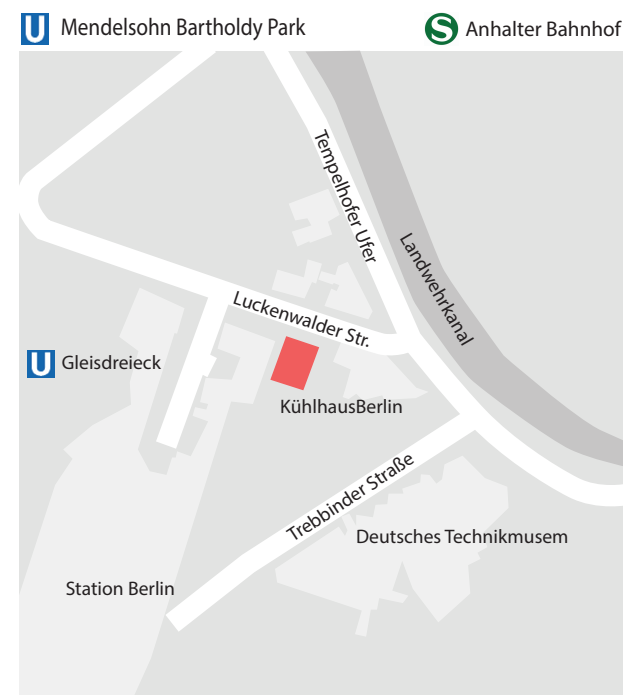 U Mendelsohn Bartholdy Park
S Anhalter Bahnhof
Tempelhofer Ufer
Landwehrkanal
Luckenwalder Str.
U Gleisdreieck
KühlhausBerlin
Trebbinder Straße
Deutsches Technikmusem
Station Berlin